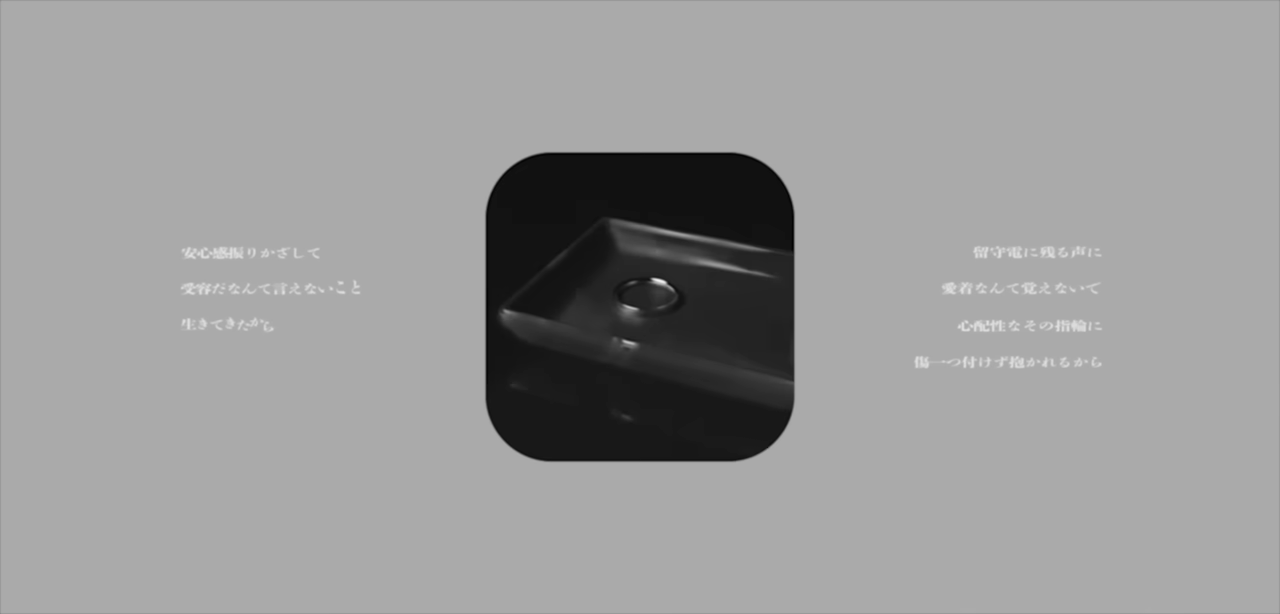 安心感振りかざして
受容だなんて言えないこと
生きてきたから
留守電に残る声に
愛着なんて覚えないで
心配性なその指輪に
傷一つ付けず抱かれるから